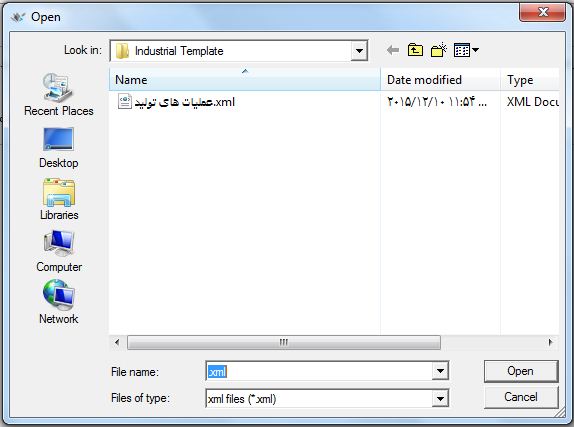 Open
Look in:
Industrial Template
Name
Date modified
Type
عملیات های تولید.xml
۲۰۱۵/۱۲/۱۰ ۱۱:۵۴ ...
XML Docu
Recent Places
Desktop
Libraries
Computer
Network
File name:
.xml
Open
Files of type:
xml files (*.xml)
Cancel